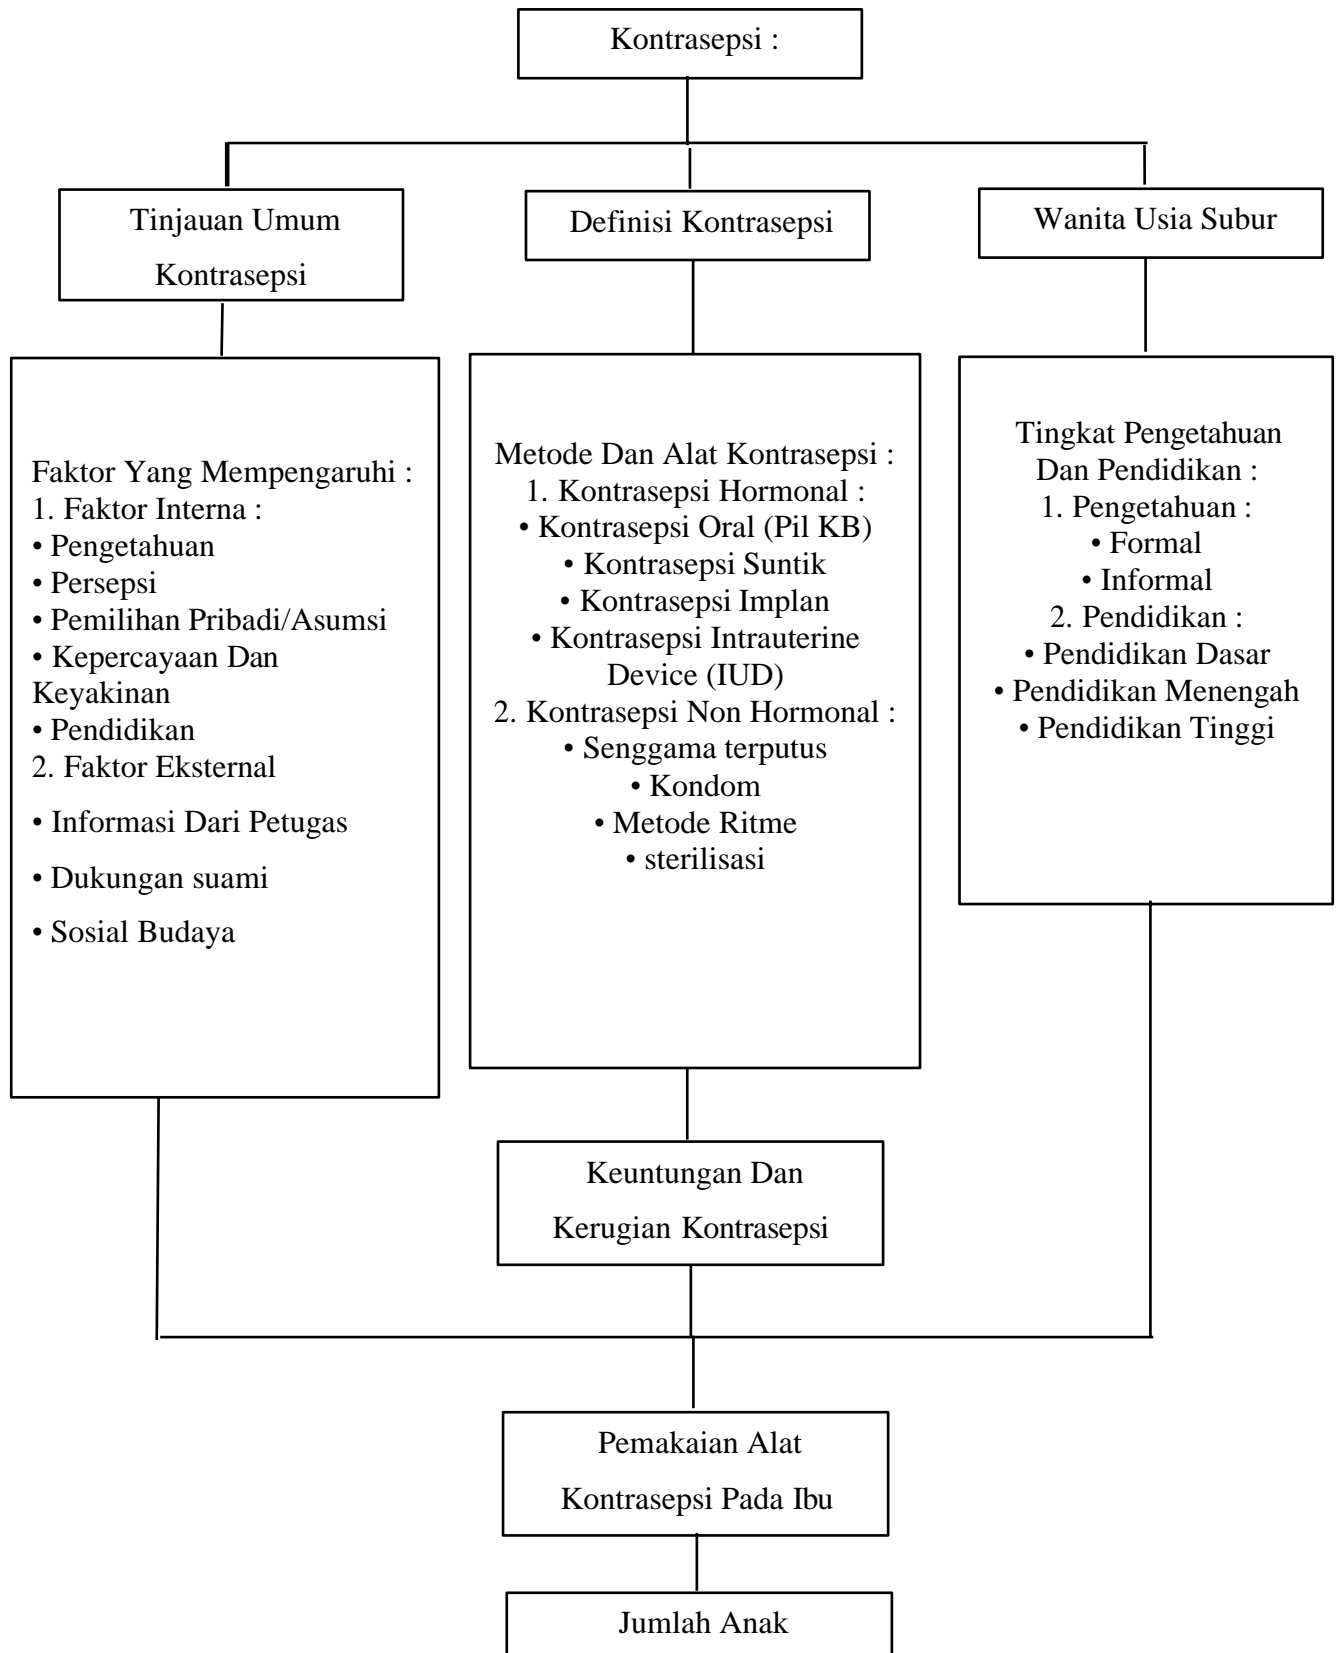 Kontrasepsi :
Tinjauan Umum
Kontrasepsi
Definisi Kontrasepsi
Wanita Usia Subur
Faktor Yang Mempengaruhi :
1. Faktor Interna :
• Pengetahuan
• Persepsi
• Pemilihan Pribadi/Asumsi
• Kepercayaan Dan
Keyakinan
• Pendidikan
2. Faktor Eksternal
• Informasi Dari Petugas
• Dukungan suami
• Sosial Budaya
Metode Dan Alat Kontrasepsi :
1. Kontrasepsi Hormonal :
• Kontrasepsi Oral (Pil KB)
• Kontrasepsi Suntik
• Kontrasepsi Implan
• Kontrasepsi Intrauterine
Device (IUD)
2. Kontrasepsi Non Hormonal :
• Senggama terputus
• Kondom
• Metode Ritme
• sterilisasi
Tingkat Pengetahuan
Dan Pendidikan :
1. Pengetahuan :
• Formal
• Informal
2. Pendidikan :
• Pendidikan Dasar
• Pendidikan Menengah
• Pendidikan Tinggi
Keuntungan Dan
Kerugian Kontrasepsi
Pemakaian Alat
Kontrasepsi Pada Ibu
Jumlah Anak